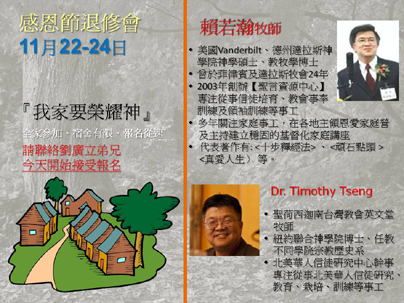 感恩節退修會
11月22-24日
『我家要榮耀神』
全家參加、宿舍有限、報名從速
請聯絡劉廣立弟兄
今天開始接受報名
賴若瀚牧師
• 美國Vanderbilt、德州達拉斯神
學院神學碩士、教牧學博士
• 曾於菲律賓及達拉斯牧會24年
• 2003年創辦【聖言資源中心】
專注從事信徒培育、教會事奉
訓練及領袖訓練等事工
• 多年關注家庭事工，在各地主領恩愛家庭營
及主持建立穩固的基督化家庭講座
• 代表著作有:<十步釋經法>、<頑石點頭>
<真愛人生> 等。
Dr. Timothy Tseng
• 聖荷西迦南台灣教會英文堂
牧師
• 紐約聯合神學院博士、任教
不同學院宗教歷史系
• 北美華人信徒研究中心幹事
專注從事北美華人信徒研究、
教育、栽培、訓練等事工